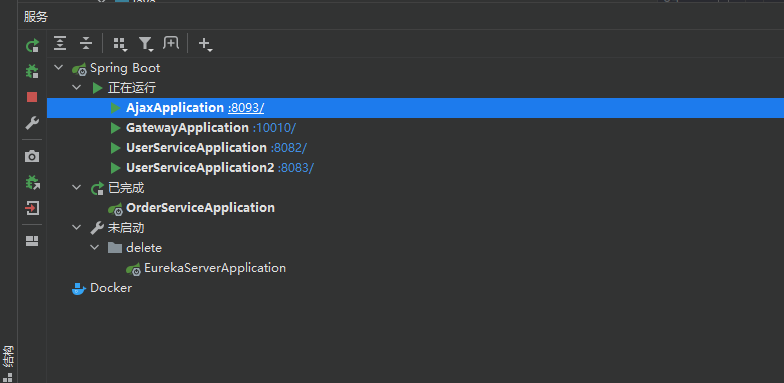 服务
Spring Boot
正在运行
AjaxApplication :8093/
GatewayApplication :10010/
UserServiceApplication :8082/
UserServiceApplication2 :8083/
已完成
OrderServiceApplication
未启动
delete
EurekaServerApplication
Docker
结构